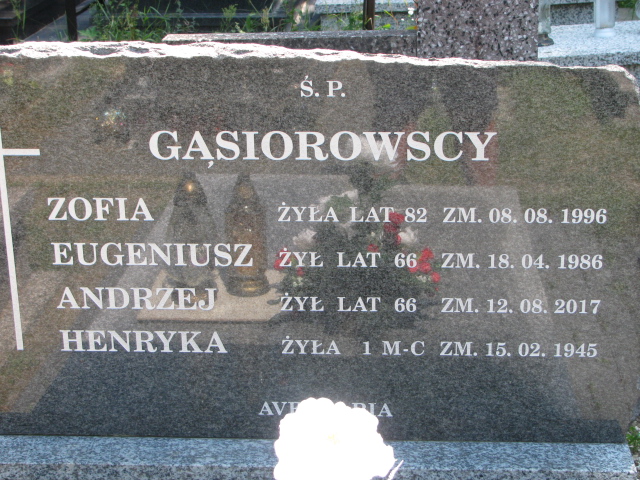 Ś. P.
GĄSIOROWSCY
ZOFIA ŻYŁA LAT 82 ZM. 08. 08. 1996
EUGENIUSZ ŻYŁ LAT 66 ZM. 18. 04. 1986
ANDRZEJ ŻYŁ LAT 66 ZM. 12. 08. 2017
HENRYKA ŻYŁA 1 M-C ZM. 15. 02. 1945